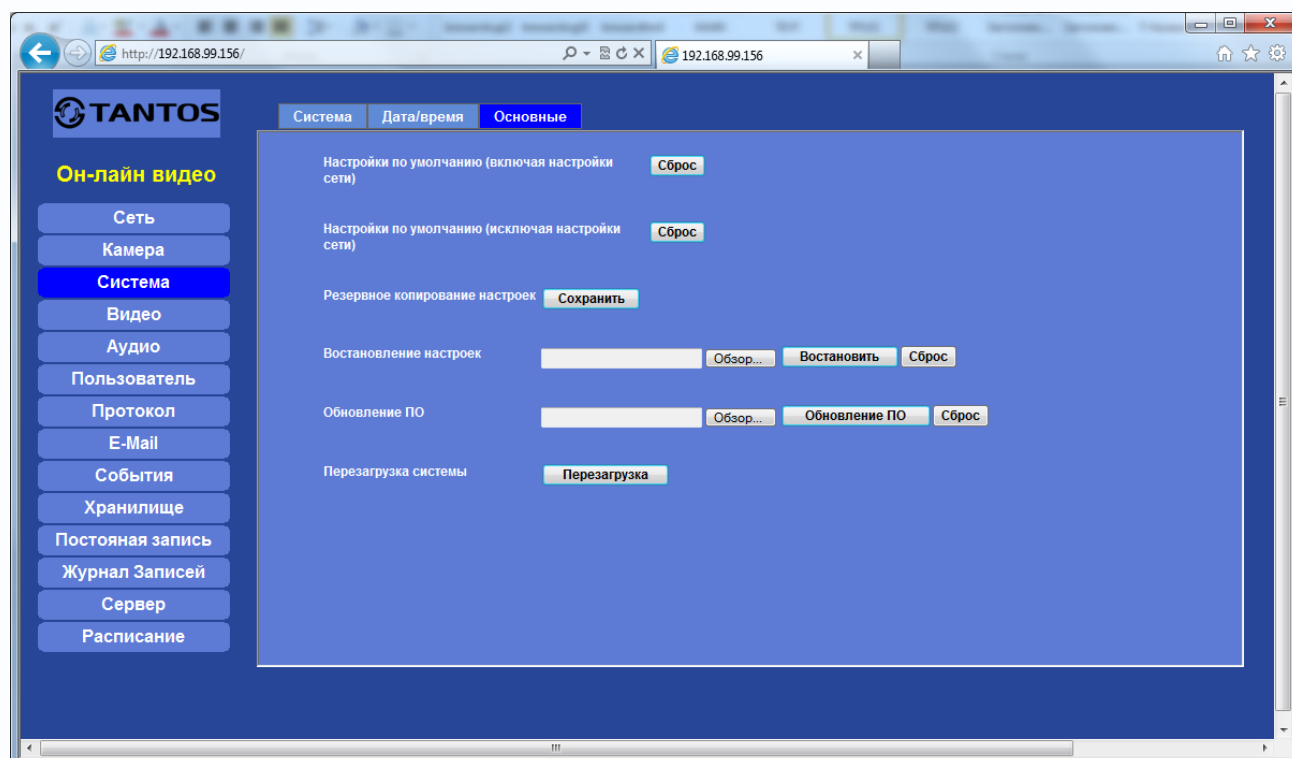 http://192.168.99.156/
192.168.99.156
TANTOS
Система
Дата/время
Основные
Он-лайн видео
Сеть
Камера
Система
Видео
Аудио
Пользователь
Протокол
E-Mail
События
Хранилище
Постояная запись
Журнал Записей
Сервер
Расписание
Настройки по умолчанию (включая настройки
сети)
Сброс
Настройки по умолчанию (исключая настройки
сети)
Сброс
Резервное копирование настроек
Сохранить
Востановление настроек
Обзор...
Востановить
Сброс
Обновление ПО
Обзор...
Обновление ПО
Сброс
Перезагрузка системы
Перезагрузка